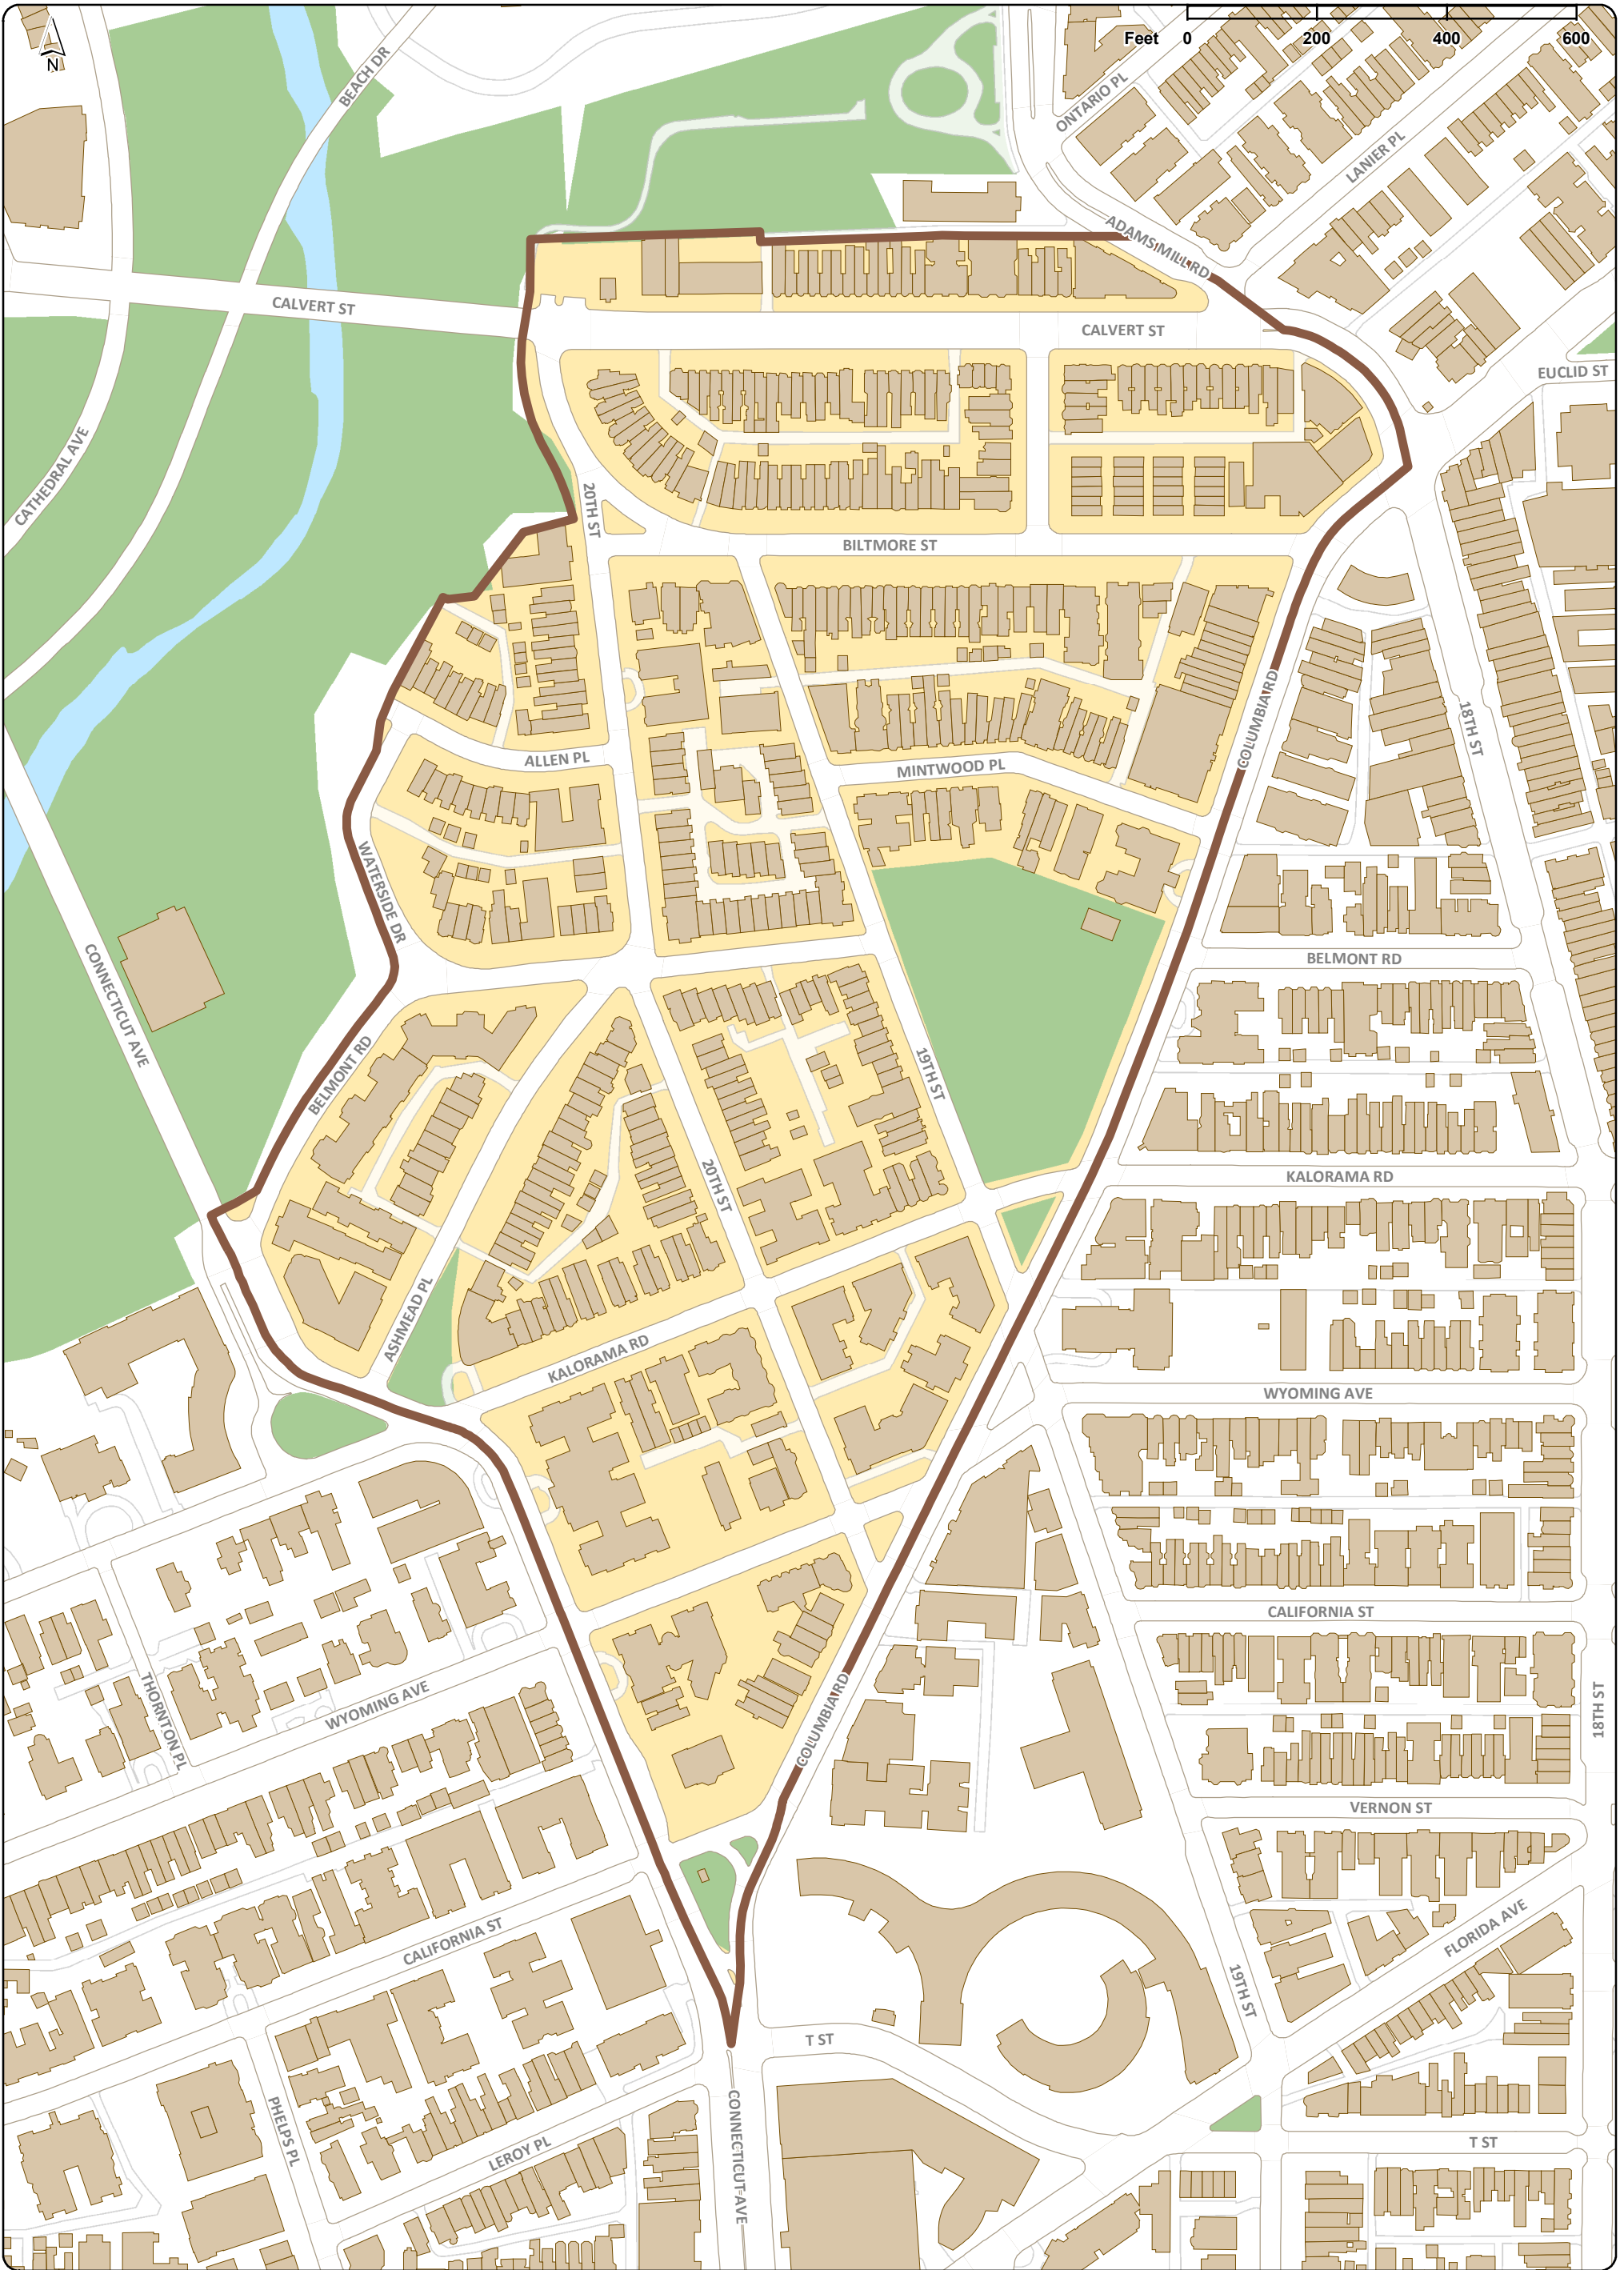 N
Feet 0 200 400 600
BEACH DR
ONTARIO PL
LANIER PL
ADAMS MILL RD
CALVERT ST
CALVERT ST
EUCLID ST
CATHEDRAL AVE
20TH ST
BILTMORE ST
COLUMBIA RD
18TH ST
ALLEN PL
MINTWOOD PL
WATERSIDE DR
CONNECTICUT AVE
BELMONT RD
BELMONT RD
19TH ST
20TH ST
KALORAMA RD
ASHMEAD PL
KALORAMA RD
WYOMING AVE
CALIFORNIA ST
THORNTON PL
WYOMING AVE
COLUMBIA RD
18TH ST
VERNON ST
CALIFORNIA ST
FLORIDA AVE
19TH ST
T ST
PHELPS PL
LEROY PL
CONNECTICUT AVE
T ST